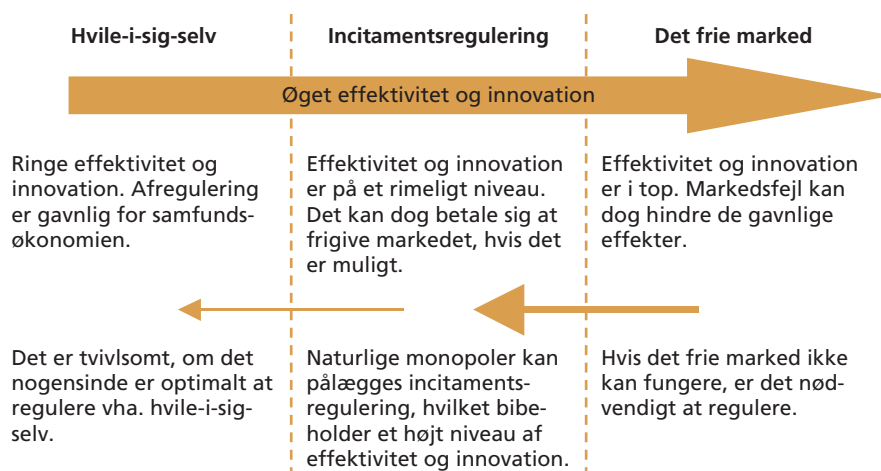 Hvile-i-sig-selv
Incitamentsregulering
Det frie marked
Øget effektivitet og innovation
Ringe effektivitet og
innovation. Afregulering
er gavnlig for samfunds-
økonomien.
Effektivitet og innovation
er på et rimeligt niveau.
Det kan dog betale sig at
frigive markedet, hvis det
er muligt.
Effektivitet og innovation
er i top. Markedsfejl kan
dog hindre de gavnlige
effekter.
Det er tvivlsomt, om det
nogensinde er optimalt at
regulere vha. hvile-i-sig-
selv.
Naturlige monopoler kan
pålægges incitaments-
regulering, hvilket bibe-
holder et højt niveau af
effektivitet og innovation.
Hvis det frie marked ikke
kan fungere, er det nød-
vendigt at regulere.